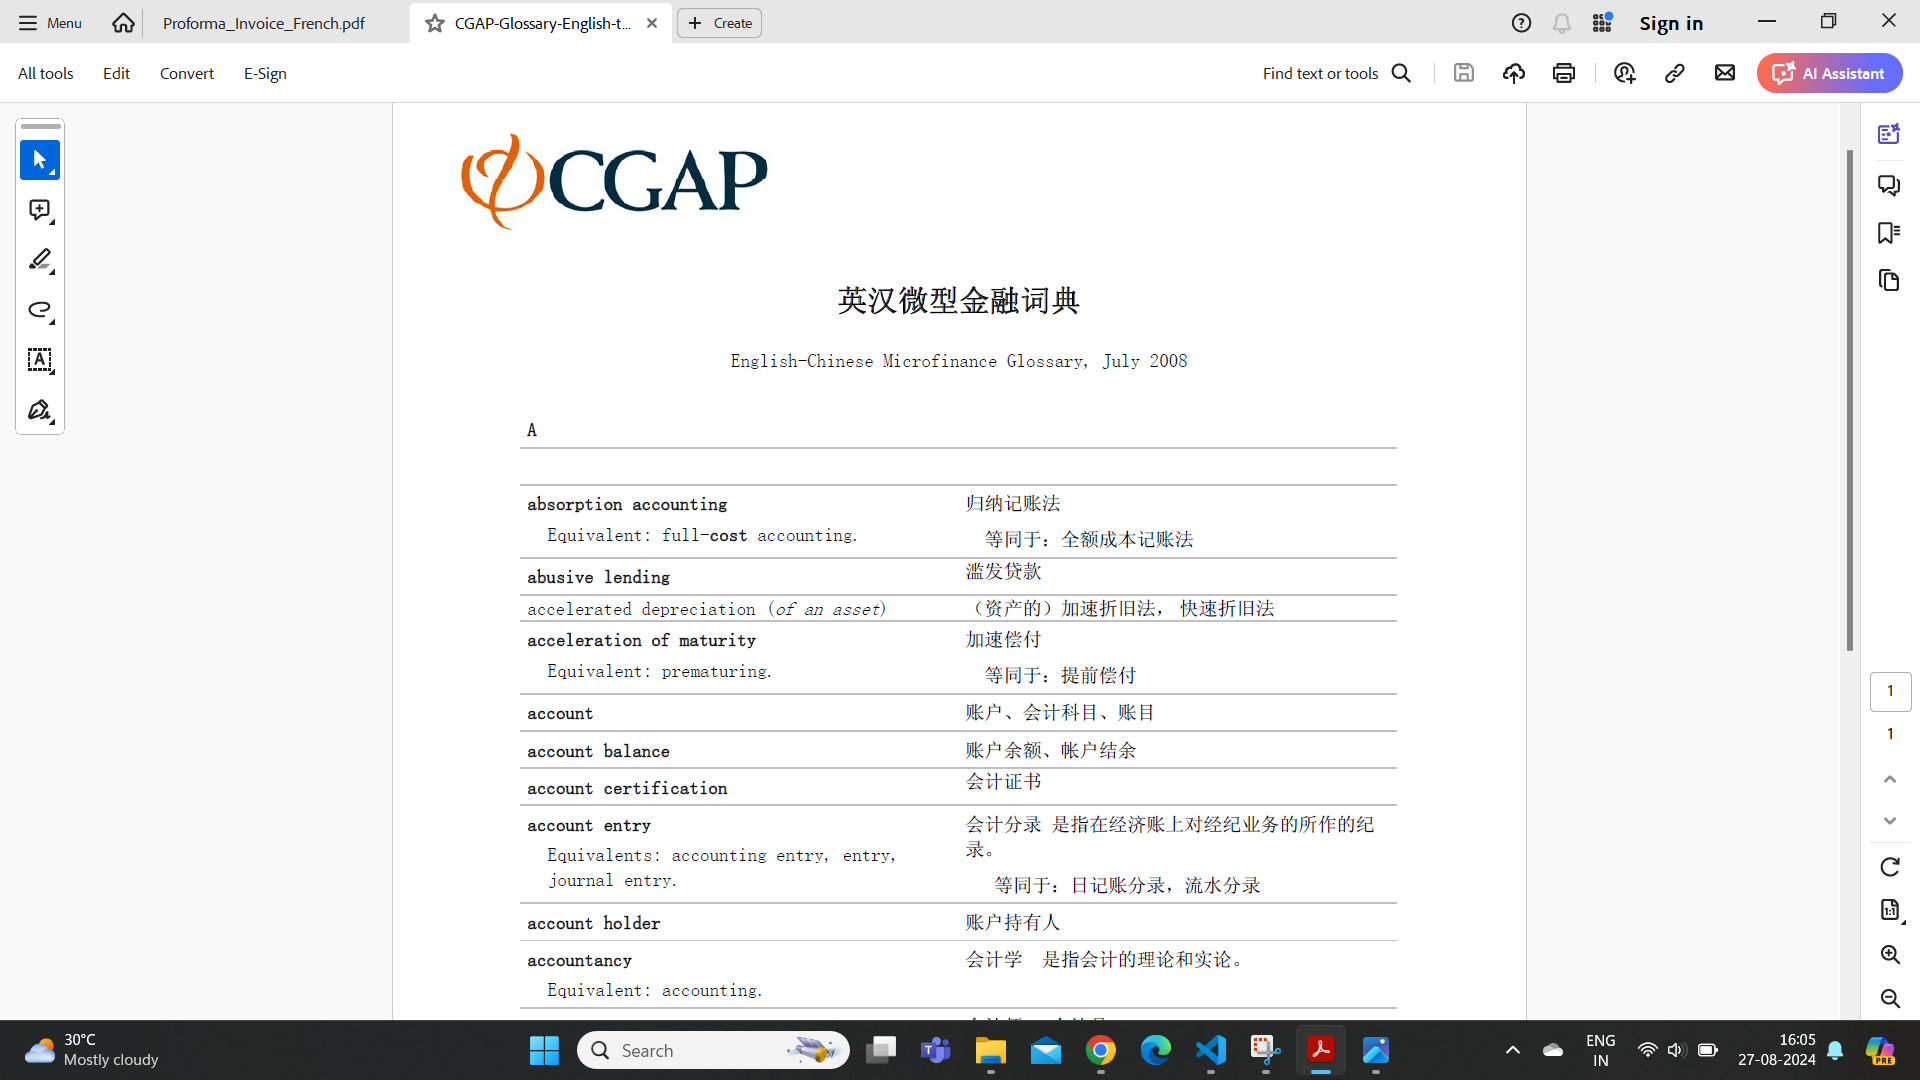 Menu
Proforma_Invoice_French.pdf
CGAP-Glossary-English-t...
Create
Sign in
All tools
Edit
Convert
E-Sign
Find text or tools
AI Assistant
CGAP
英汉微型金融词典
English-Chinese Microfinance Glossary, July 2008
A
absorption accounting 归纳记账法
Equivalent: full-cost accounting. 等同于：全额成本记账法
abusive lending 滥发贷款
accelerated depreciation (of an asset) （资产的）加速折旧法， 快速折旧法
acceleration of maturity 加速偿付
Equivalent: prematuring. 等同于：提前偿付
account 账户、会计科目、账目
account balance 账户余额、帐户结余
account certification 会计证书
account entry 会计分录 是指在经济账上对经纪业务的所作的纪
录。
Equivalents: accounting entry, entry,
journal entry. 等同于：日记账分录，流水分录
account holder 账户持有人
accountancy 会计学 是指会计的理论和实论。
Equivalent: accounting.
1
1
30°C
Mostly cloudy
Search
ENG
IN
16:05
27-08-2024
PRE